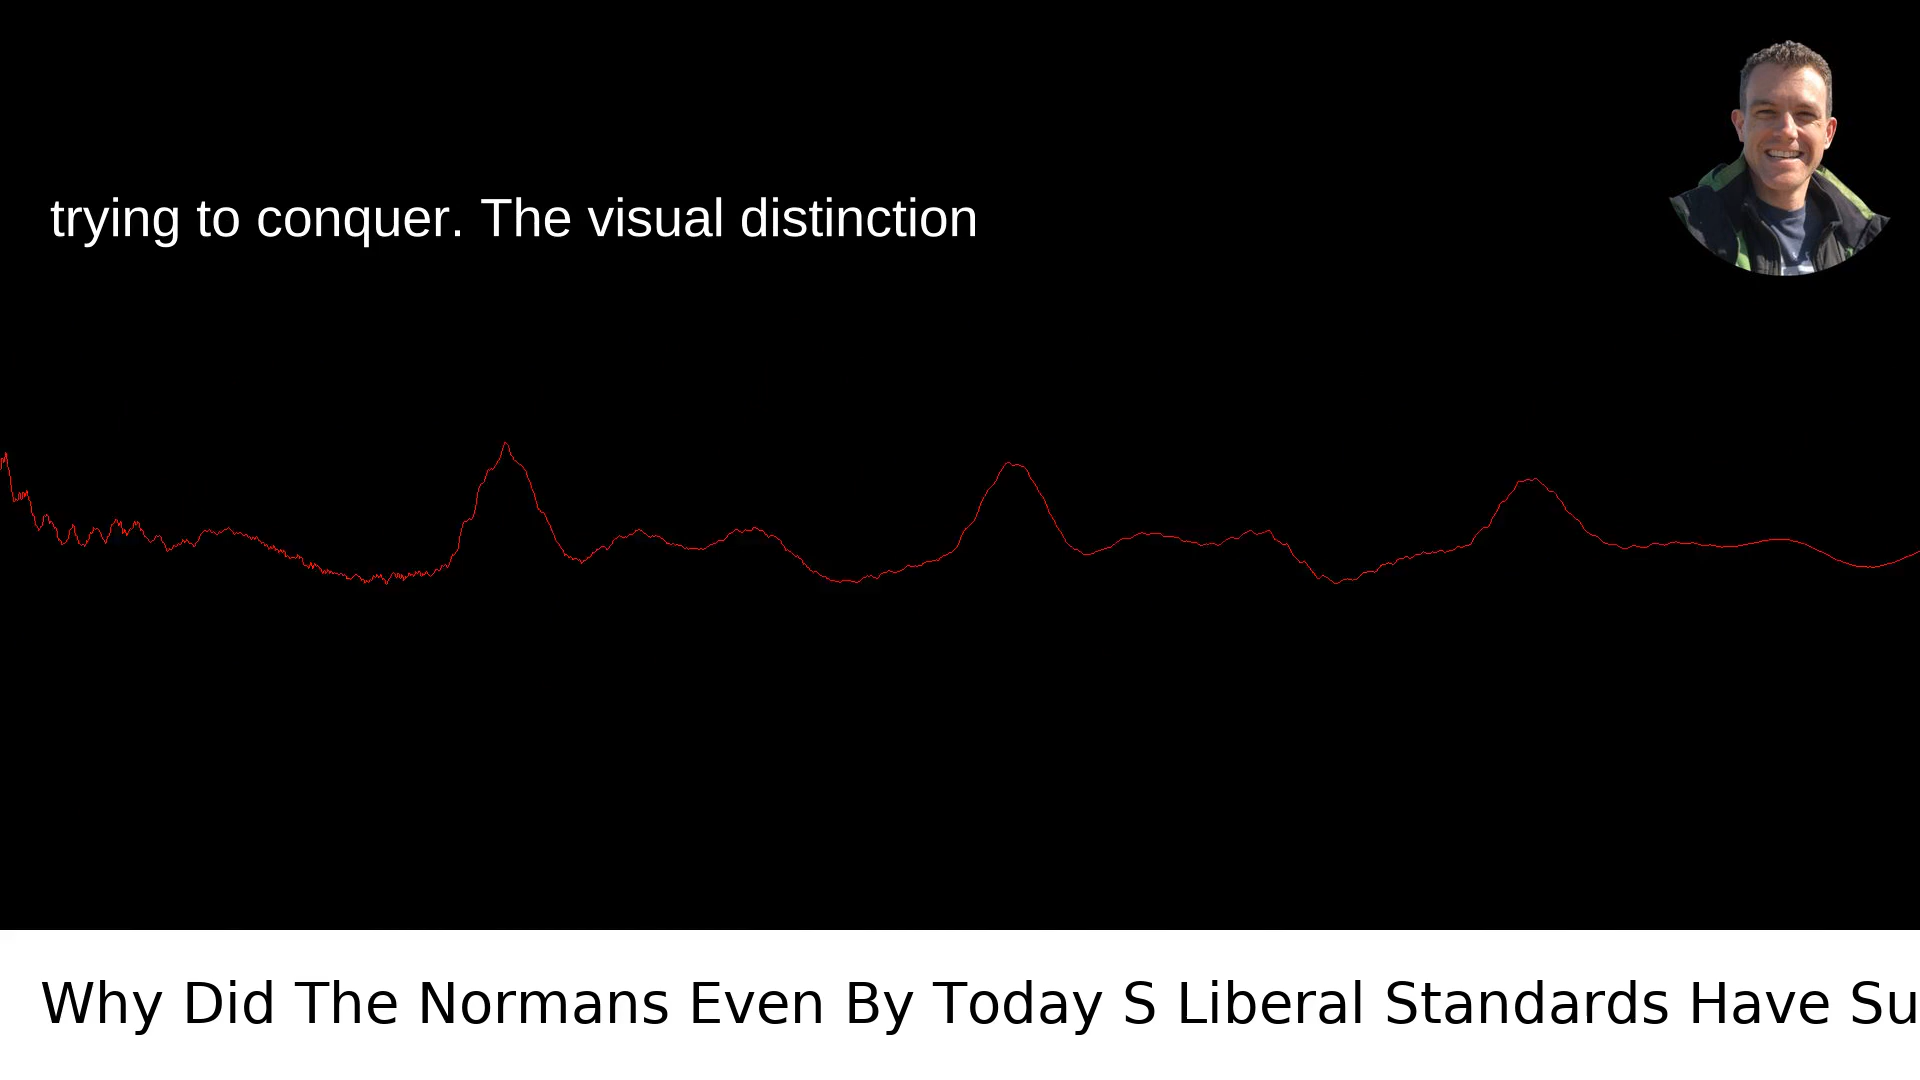 trying to conquer. The visual distinction
Why Did The Normans Even By Today S Liberal Standards Have Su